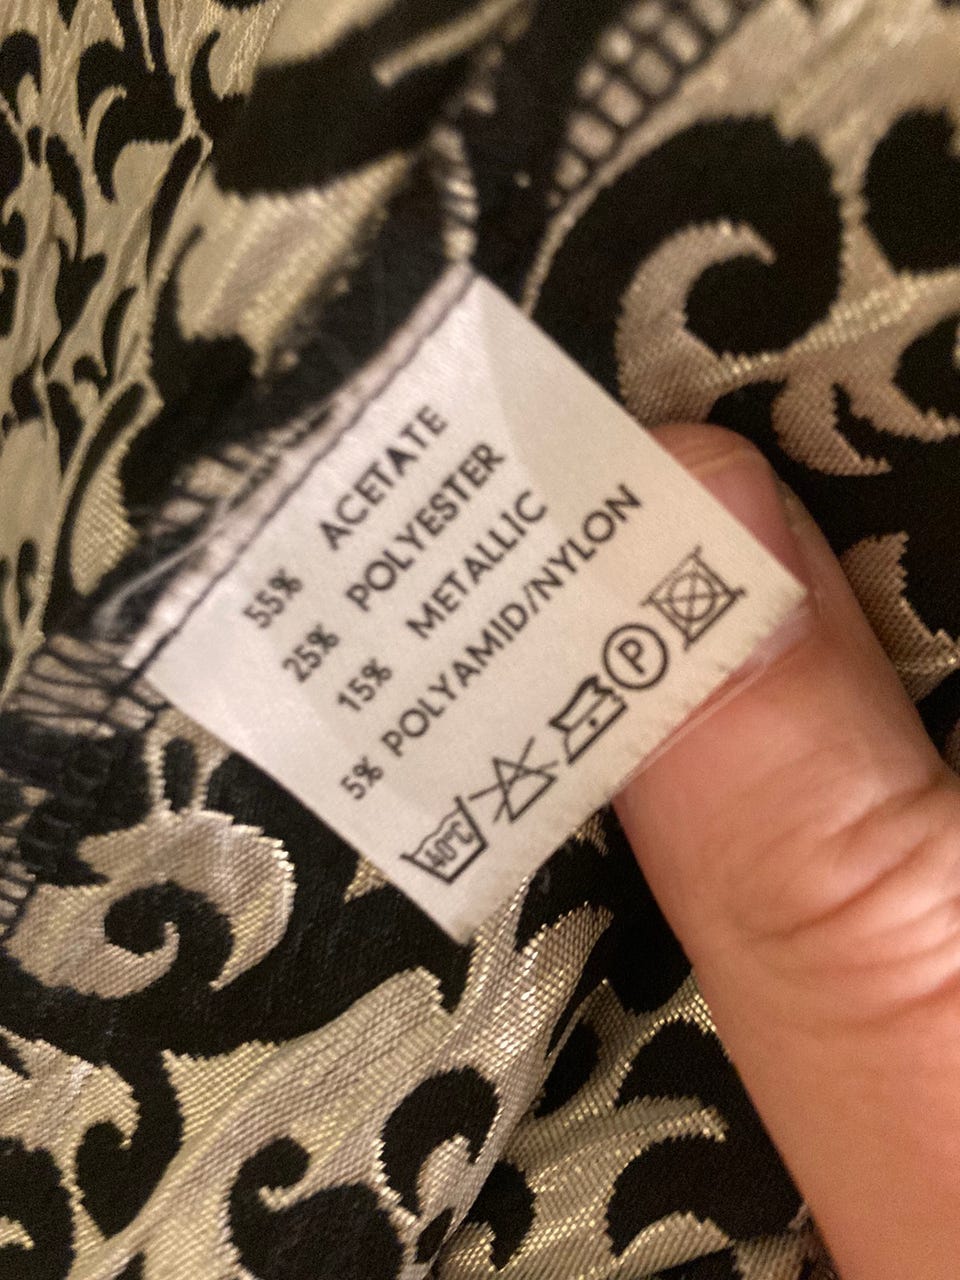 55% ACETATE
25% POLYESTER
15% METALLIC
5% POLYAMID/NYLON
40°C P